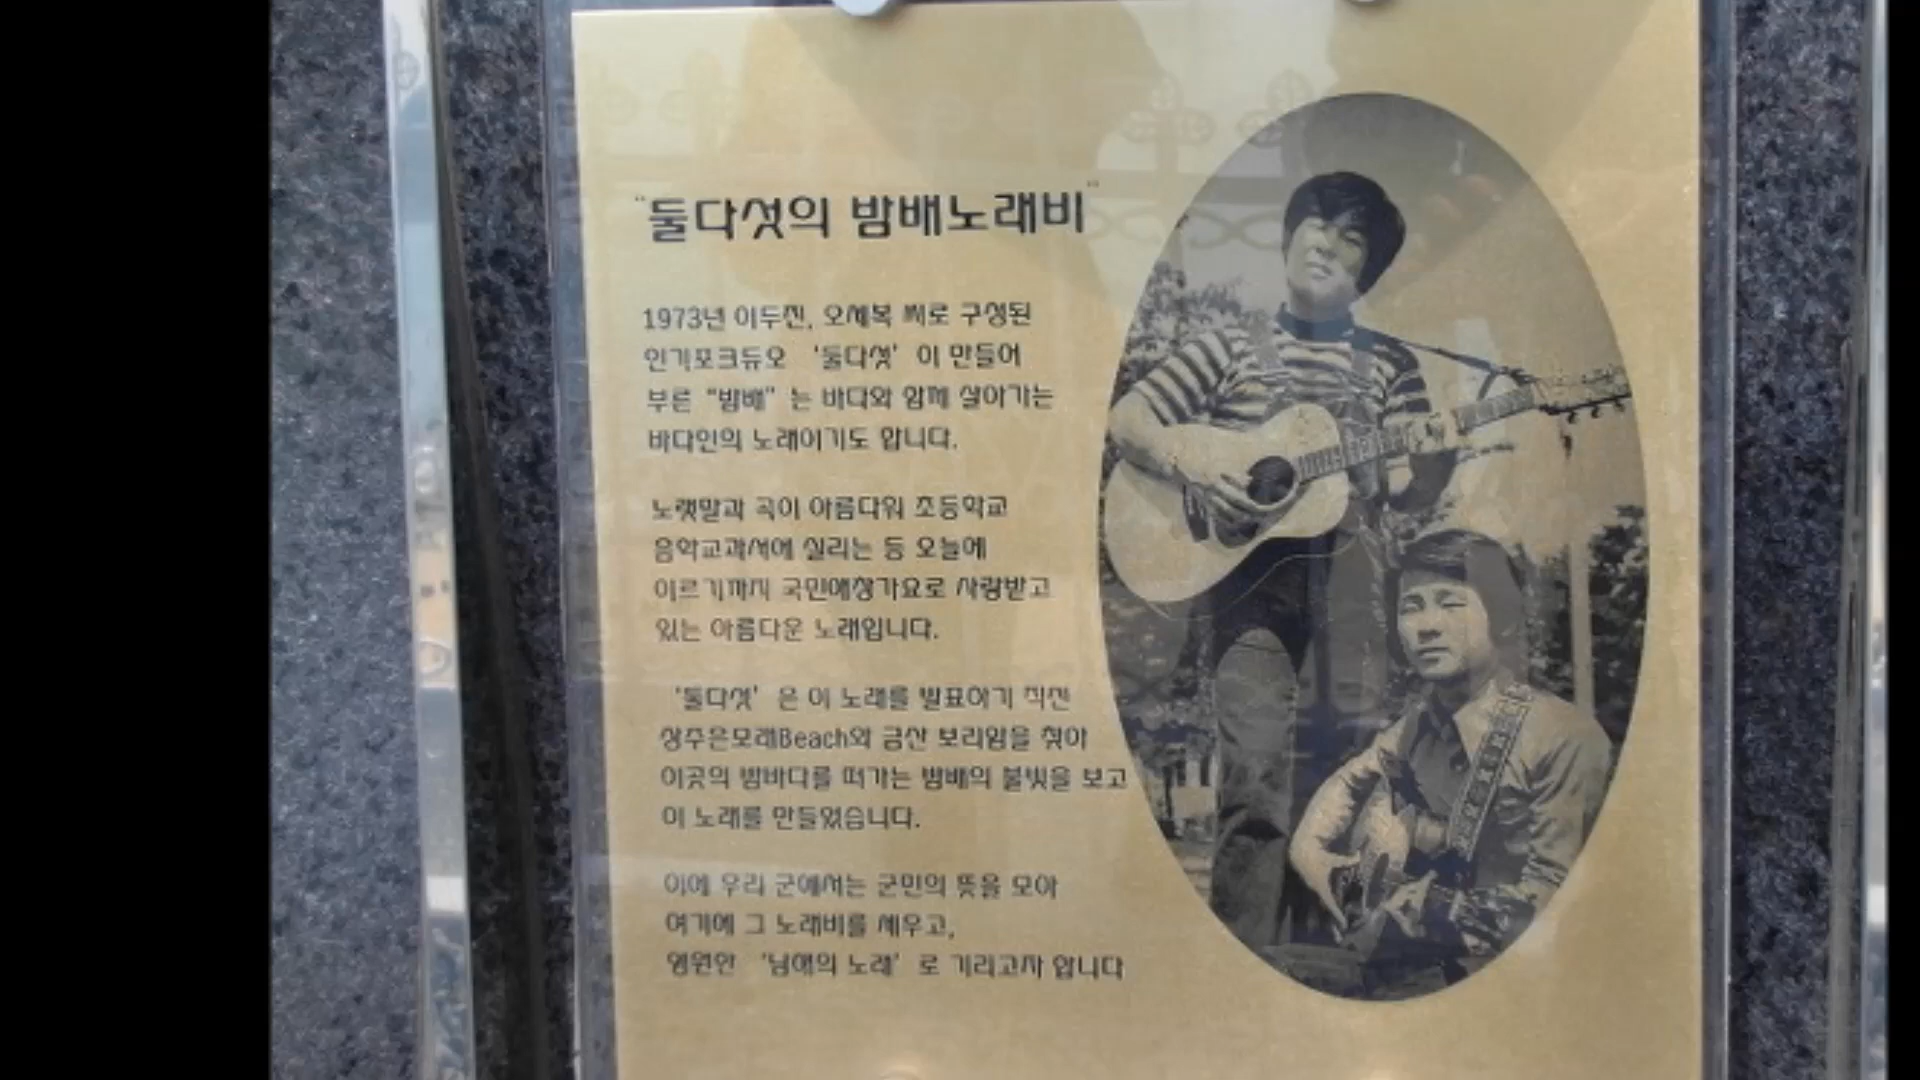 "둘다섯의 밤배노래비"
1973년 이두진, 오세복 씨로 구성된
인기포크듀오 '둘다섯' 이 만들어
부른 "밤배" 는 바다와 함께 살아가는
바다인의 노래이기도 합니다.
노랫말과 곡이 아름다워 초등학교
음악교과서에 실리는 등 오늘에
이르기까지 국민애창가요로 사랑받고
있는 아름다운 노래입니다.
'둘다섯' 은 이 노래를 발표하기 직전
상주은모래Beach와 금산 보리암을 찾아
이곳의 밤바다를 떠가는 밤배의 불빛을 보고
이 노래를 만들었습니다.
이에 우리 군에서는 군민의 뜻을 모아
여기에 그 노래비를 세우고,
영원한 '남해의 노래' 로 기리고자 합니다